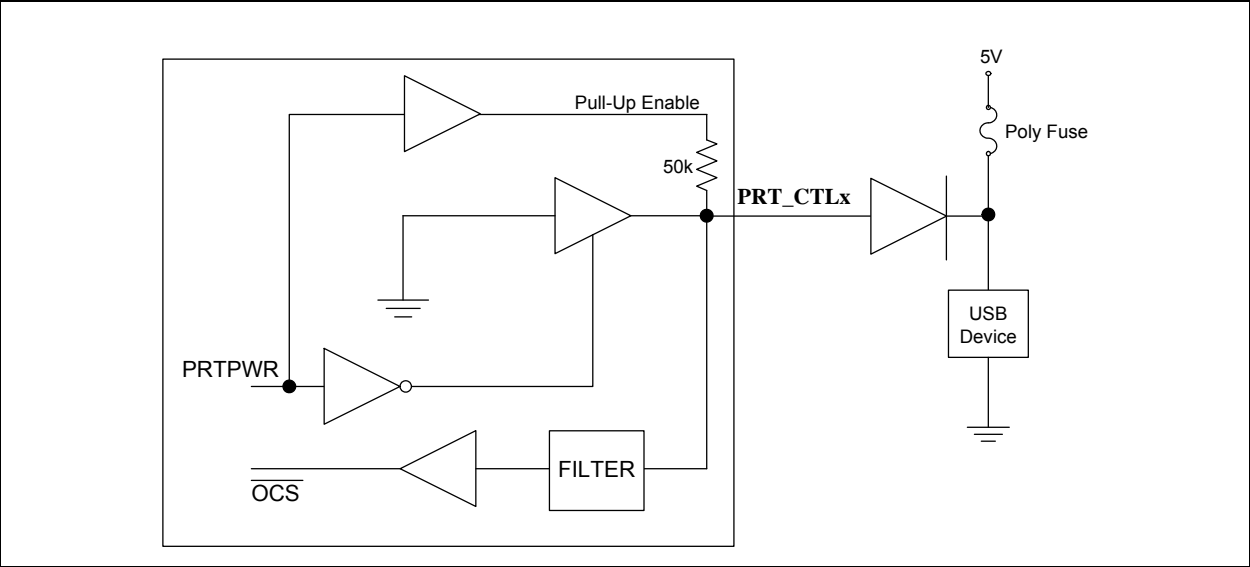 5V
Pull-Up Enable
Poly Fuse
50k
PRT_CTLx
USB
Device
PRTPWR
FILTER
OCS